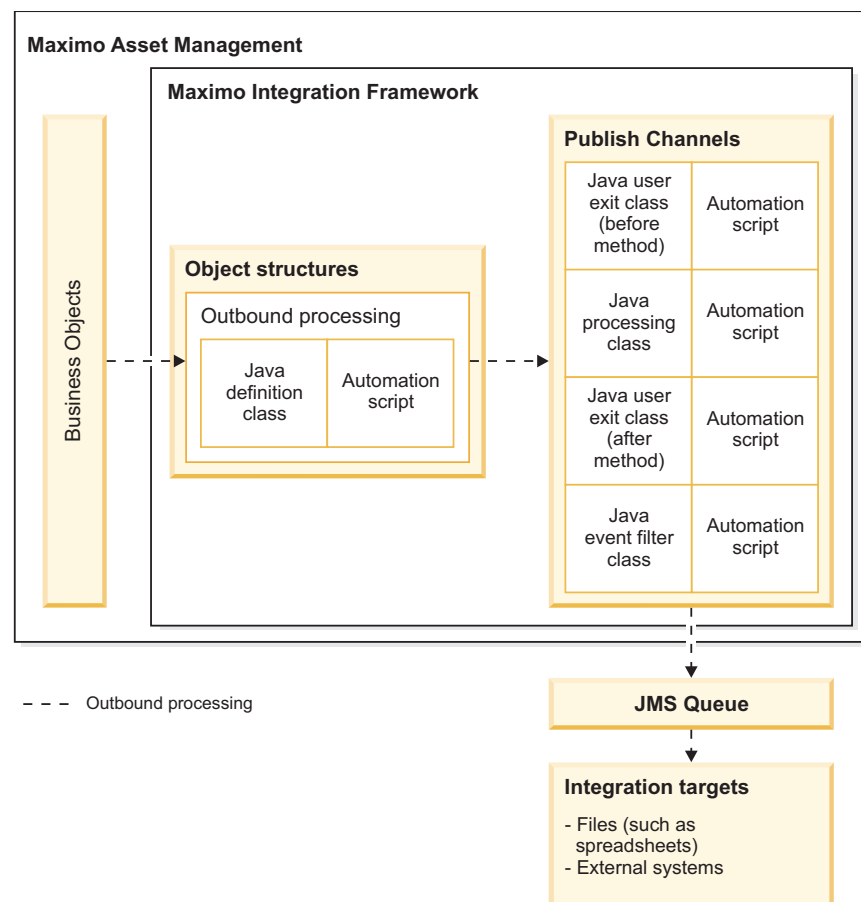 Maximo Asset Management
Maximo Integration Framework
Business Objects
Object structures
Outbound processing
Java
definition
class
Automation
script
Publish Channels
Java user
exit class
(before
method)
Automation
script
Java
processing
class
Automation
script
Java user
exit class
(after
method)
Automation
script
Java
event filter
class
Automation
script
Outbound processing
JMS Queue
Integration targets
- Files (such as
spreadsheets)
- External systems